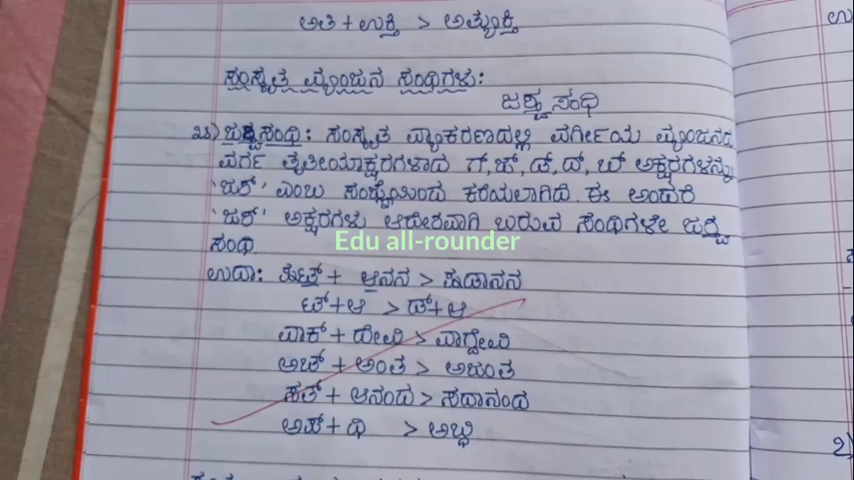 ಅತಿ + ಉಕ್ತಿ > ಅತ್ಯುಕ್ತಿ
ಉ
ಸಂಸ್ಕೃತ ವ್ಯಂಜನ ಸಂಧಿಗಳು:
ಜಶ್ತ್ವ ಸಂಧಿ
ಜಶ್ತ್ವಸಂಧಿ: ಸಂಸ್ಕೃತ ವ್ಯಾಕರಣದಲ್ಲಿ ವರ್ಗೀಯ ವ್ಯಂಜನದ
ವರ್ಗ ತೃತೀಯಾಕ್ಷರಗಳಾದ ಗ್, ಜ್, ಡ್, ದ್, ಬ್ ಅಕ್ಷರಗಳನ್ನು
'ಜಶ್' ಎಂಬ ಸಂಜ್ಞೆಯಿಂದ ಕರೆಯಲಾಗಿದೆ. ಈ ಅಂದರೆ
'ಜಶ್' ಅಕ್ಷರಗಳು ಆದೇಶವಾಗಿ ಬರುವ ಸಂಧಿಗಳೇ ಜಶ್ತ್ವ
ಸಂಧಿ
Edu all-rounder
ಉದಾ: ಷಟ್ + ಆನನ > ಷಡಾನನ
ಟ್+ಆ > ಡ್+ಆ
ವಾಕ್ + ದೇವಿ > ವಾಗ್ದೇವಿ
ಅಚ್ + ಅಂತ > ಅಜಂತ
ಸತ್ + ಆನಂದ > ಸದಾನಂದ
ಅಪ್ + ಧಿ > ಅಬ್ಧಿ
೨)